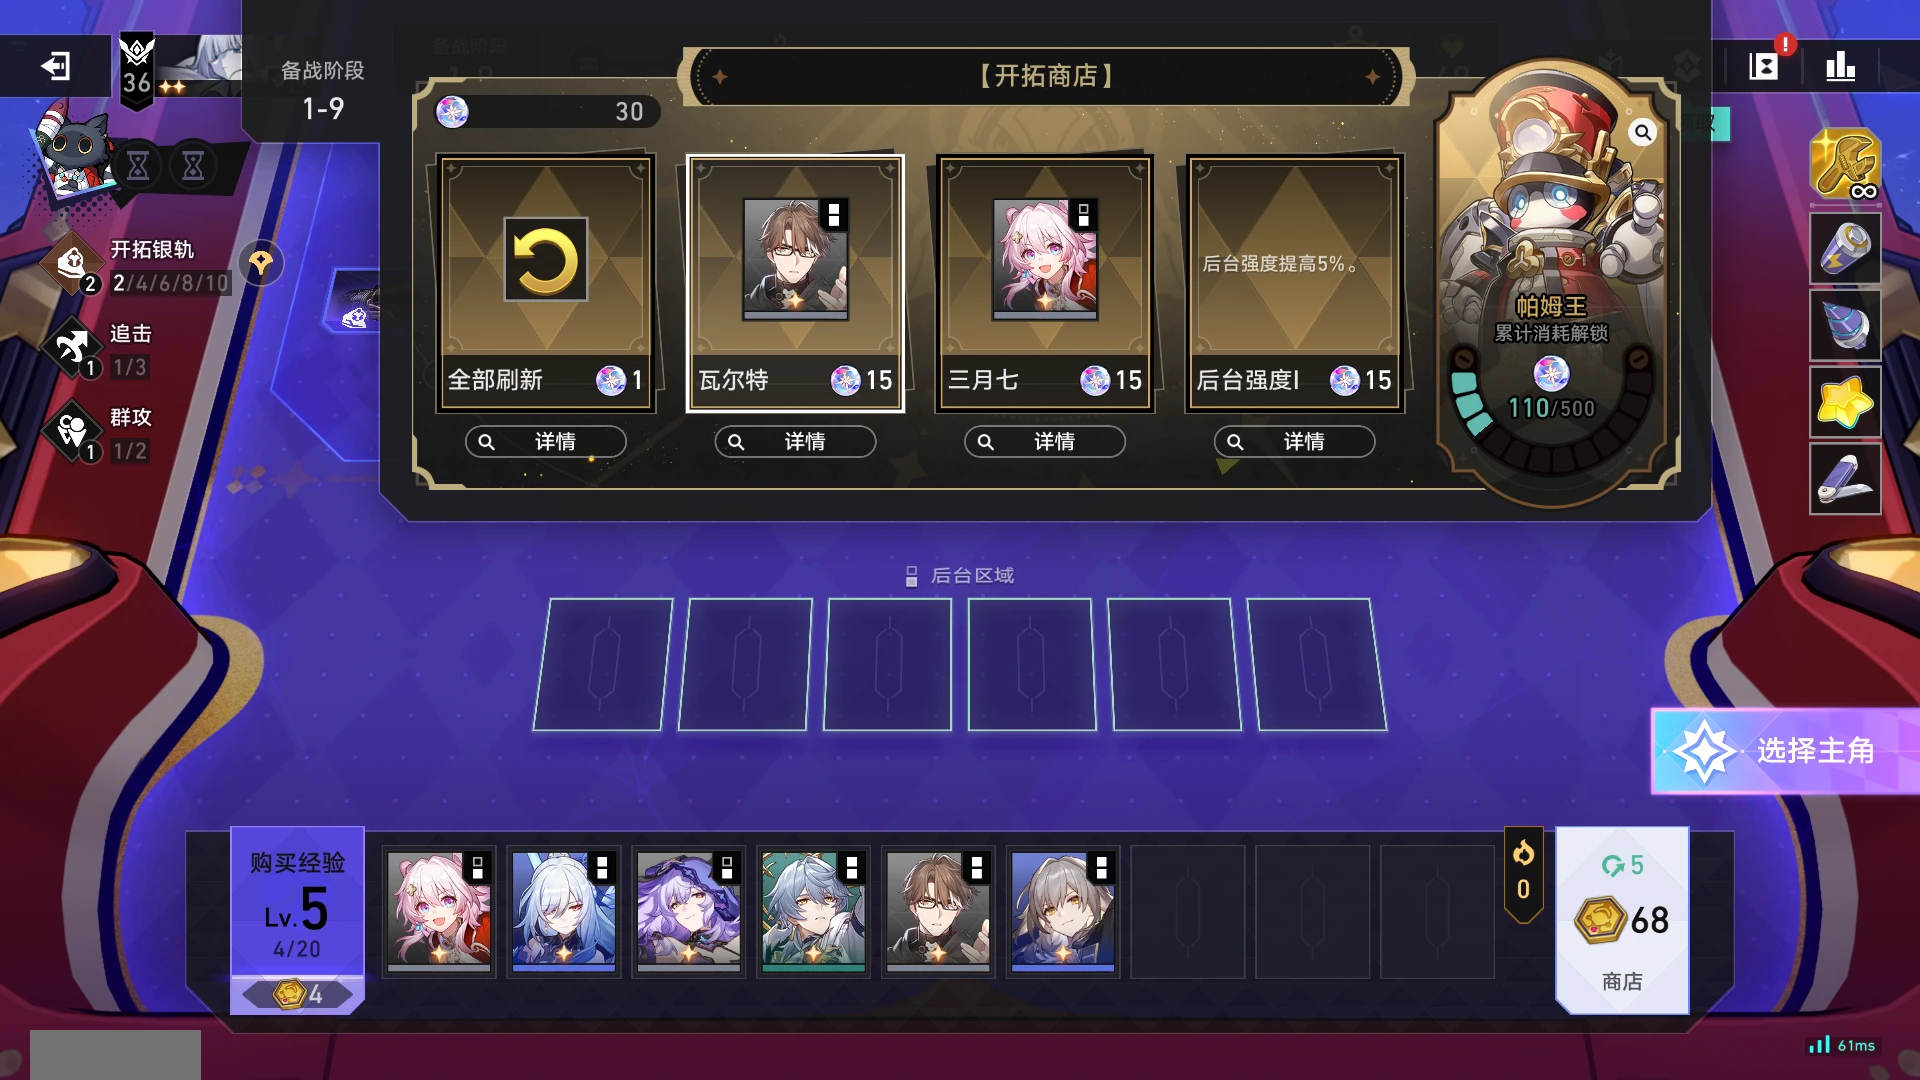 36
备战阶段
1-9
【开拓商店】
30
后台强度提高5%。
全部刷新 1
瓦尔特 15
三月七 15
后台强度Ⅰ 15
详情
详情
详情
详情
帕姆王
累计消耗解锁
110/500
开拓银轨
2
2/4/6/8/10
追击
1
1/3
群攻
1
1/2
后台区域
选择主角
购买经验
Lv.5
4/20
4
0
5
68
商店
61ms